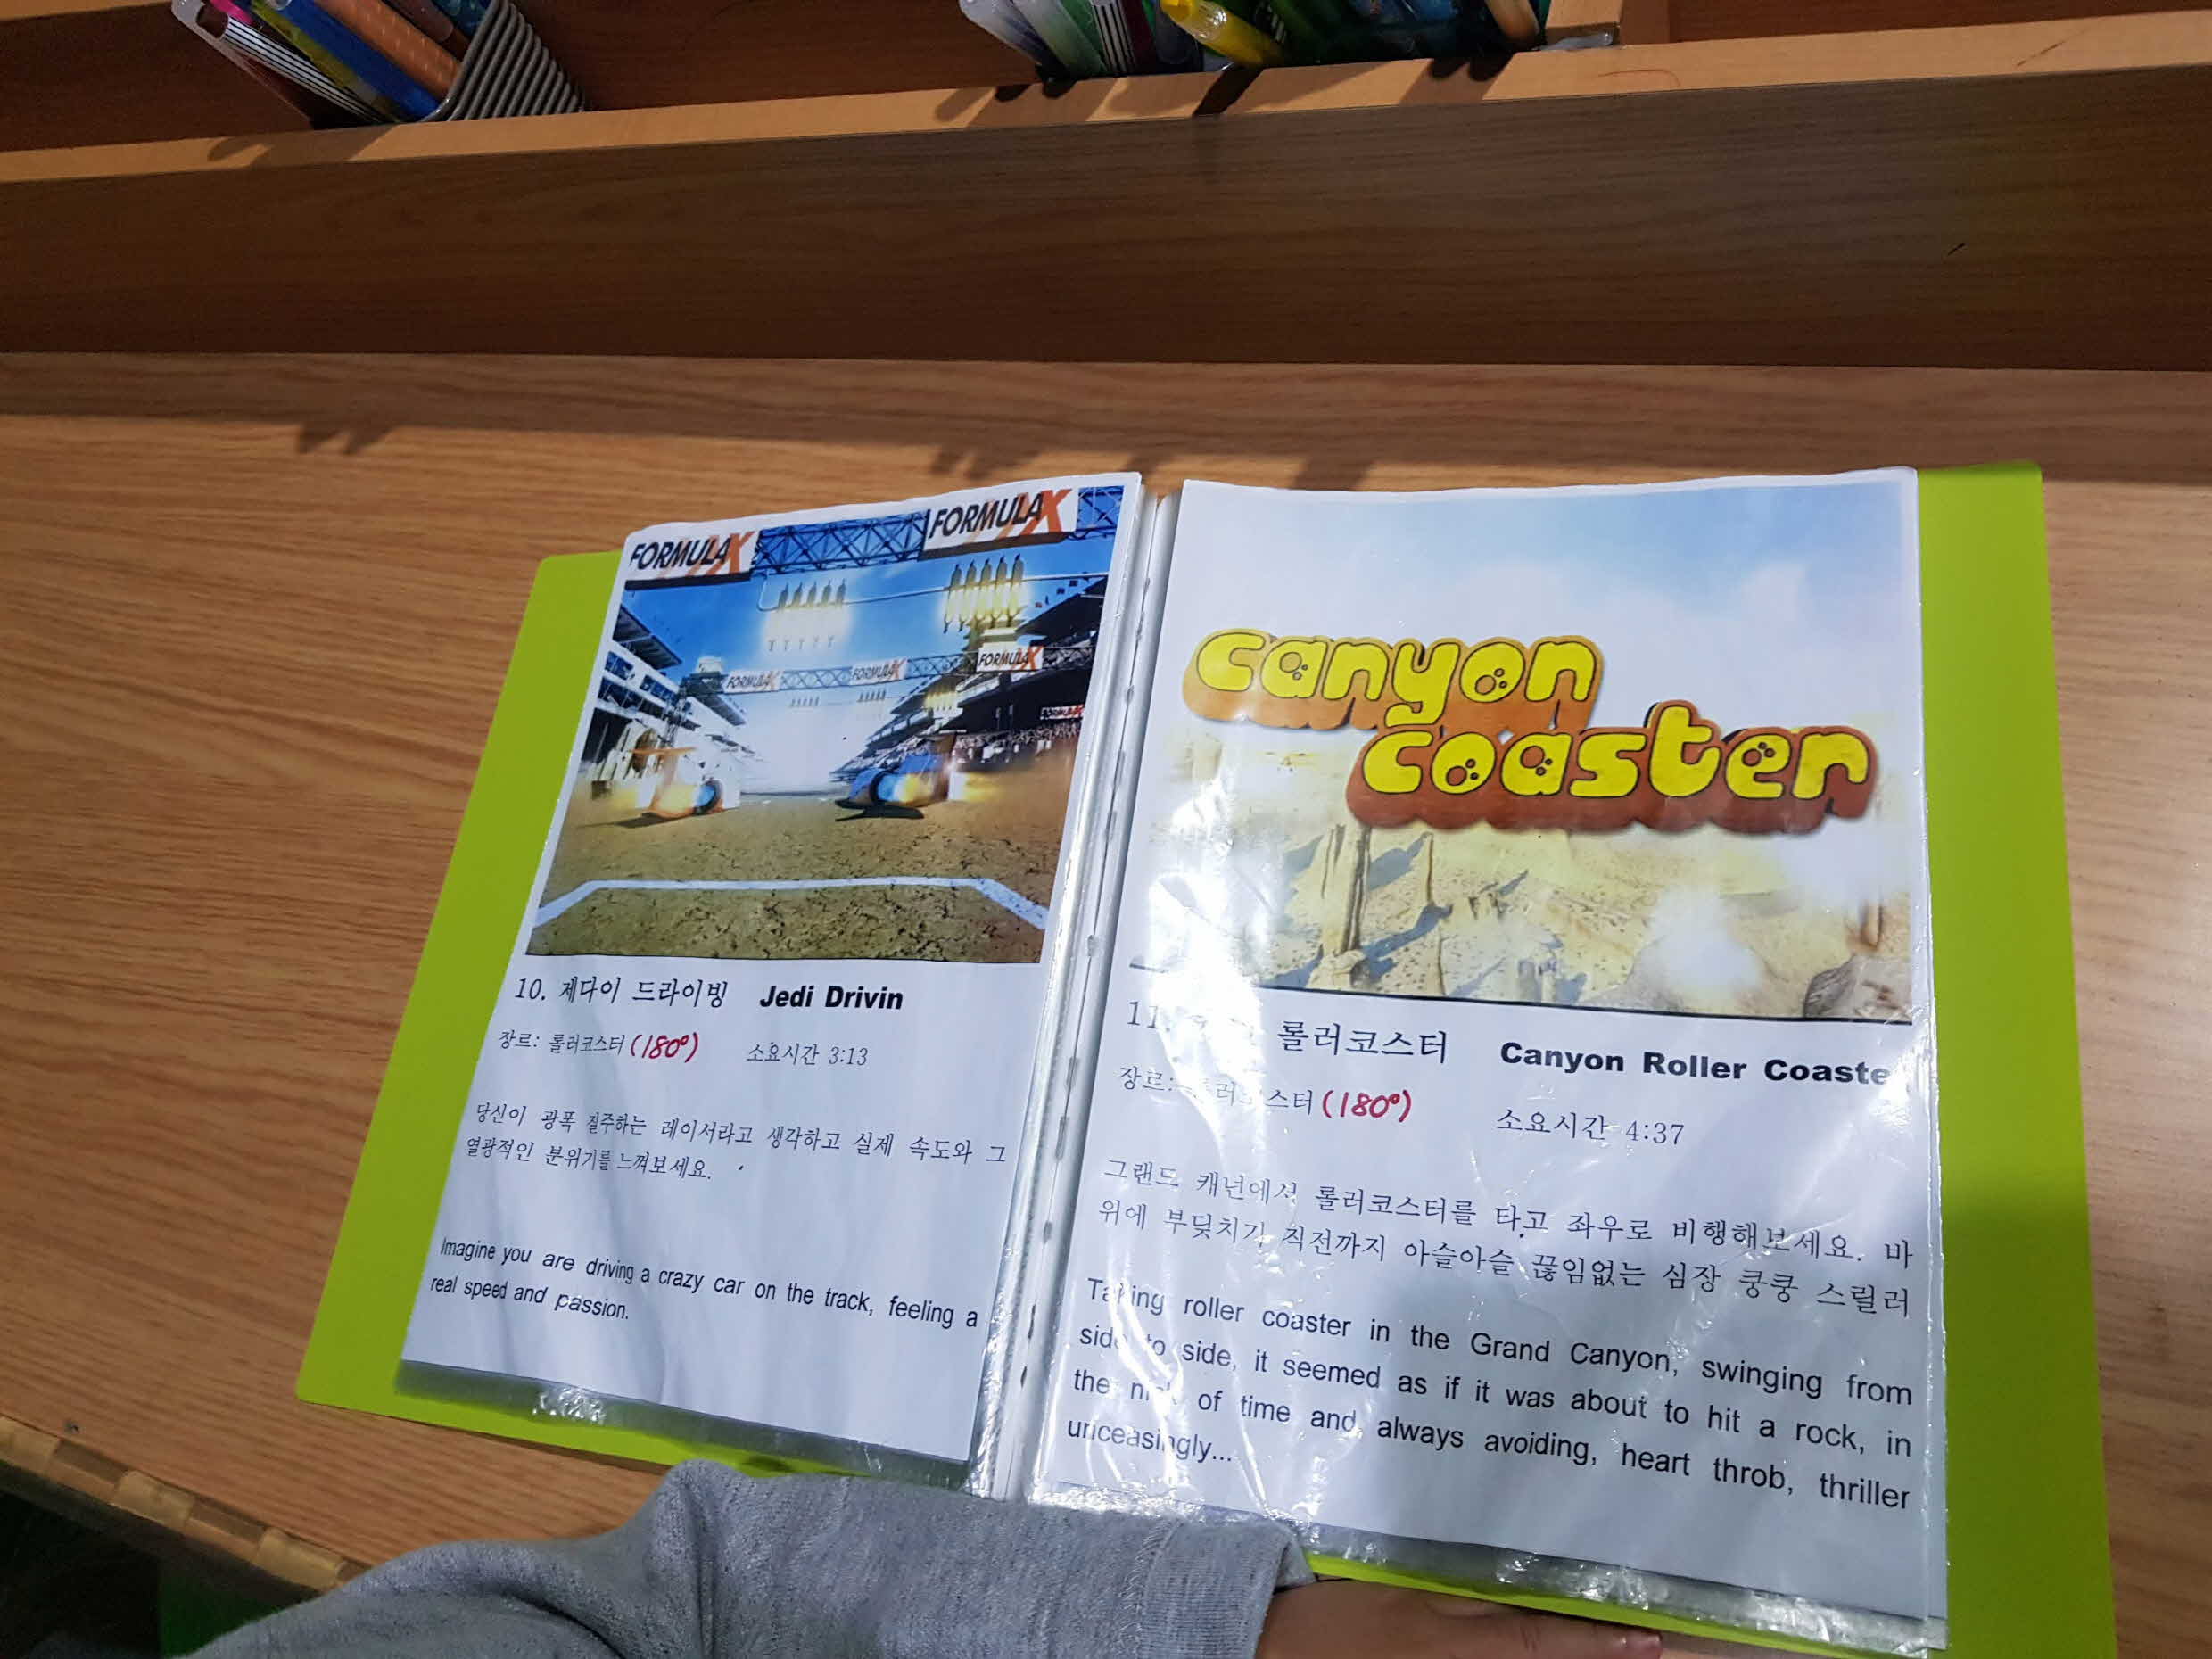 FORMULAX
FORMULAX
FORMULAX
FORMULAX
FORMULAX
10. 제다이 드라이빙 Jedi Drivin
장르: 롤러코스터 (180°) 소요시간 3:13
당신이 광폭 질주하는 레이서라고 생각하고 실제 속도와 그
열광적인 분위기를 느껴보세요.
Imagine you are driving a crazy car on the track, feeling a
real speed and passion.
canyon
coaster
11. 롤러코스터 Canyon Roller Coaste
장르: (180°) 소요시간 4:37
그랜드 캐년에서 롤러코스터를 타고 좌우로 비행해보세요. 바
위에 부딪치기 직전까지 아슬아슬 끊임없는 심장 쿵쿵 스릴러
Taking roller coaster in the Grand Canyon, swinging from
side to side, it seemed as if it was about to hit a rock, in
the nick of time and always avoiding, heart throb, thriller
unceasingly...